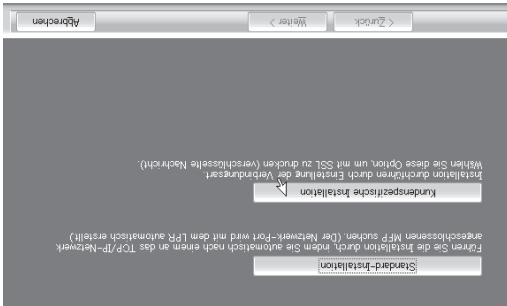 Standard-Installation
Führen Sie die Installation durch, indem Sie automatisch nach einem an das TCP/IP-Netzwerk
angeschlossenen MFP suchen. (Der Netzwerk-Port wird mit dem LPR automatisch erstellt.)
Kundenspezifische Installation
Installation durchführen durch Einstellung der Verbindungsart.
Wählen Sie diese Option, um mit SSL zu drucken (verschlüsselte Nachricht).
< Zurück
Weiter >
Abbrechen